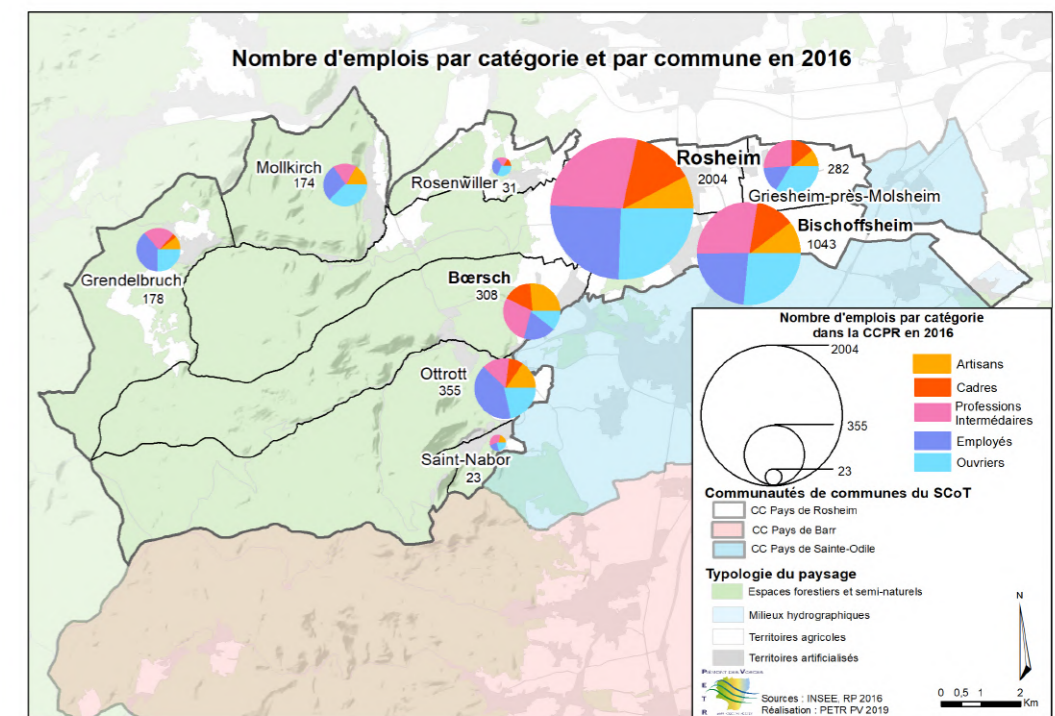 Nombre d'emplois par catégorie et par commune en 2016
Mollkirch
174
Rosenwiller 31
Rosheim
2004
282
Griesheim-près-Molsheim
Bischoffsheim
1043
Grendelbruch
178
Bœrsch
308
Ottrott
355
Saint-Nabor
23
Nombre d'emplois par catégorie
dans la CCPR en 2016
2004
355
23
Artisans
Cadres
Professions
Intermédaires
Employés
Ouvriers
Communautés de communes du SCoT
CC Pays de Rosheim
CC Pays de Barr
CC Pays de Sainte-Odile
Typologie du paysage
Espaces forestiers et semi-naturels
Milieux hydrographiques
Territoires agricoles
Territoires artificialisés
P E T R
Sources : INSEE, RP 2016
Réalisation : PETR PV 2019
N
0 0,5 1 2
Km